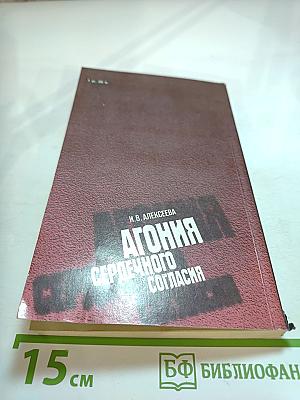 И. В. АЛЕКСЕЕВА
АГОНИЯ
СЕРДЕЧНОГО
СОГЛАСИЯ
15 см
БФ БИБЛИОФАН